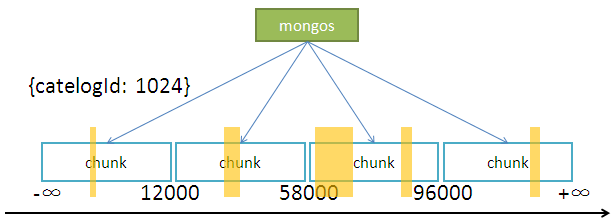 mongos
{catelogId: 1024}
chunk chunk chunk chunk
-∞ 12000 58000 96000 +∞